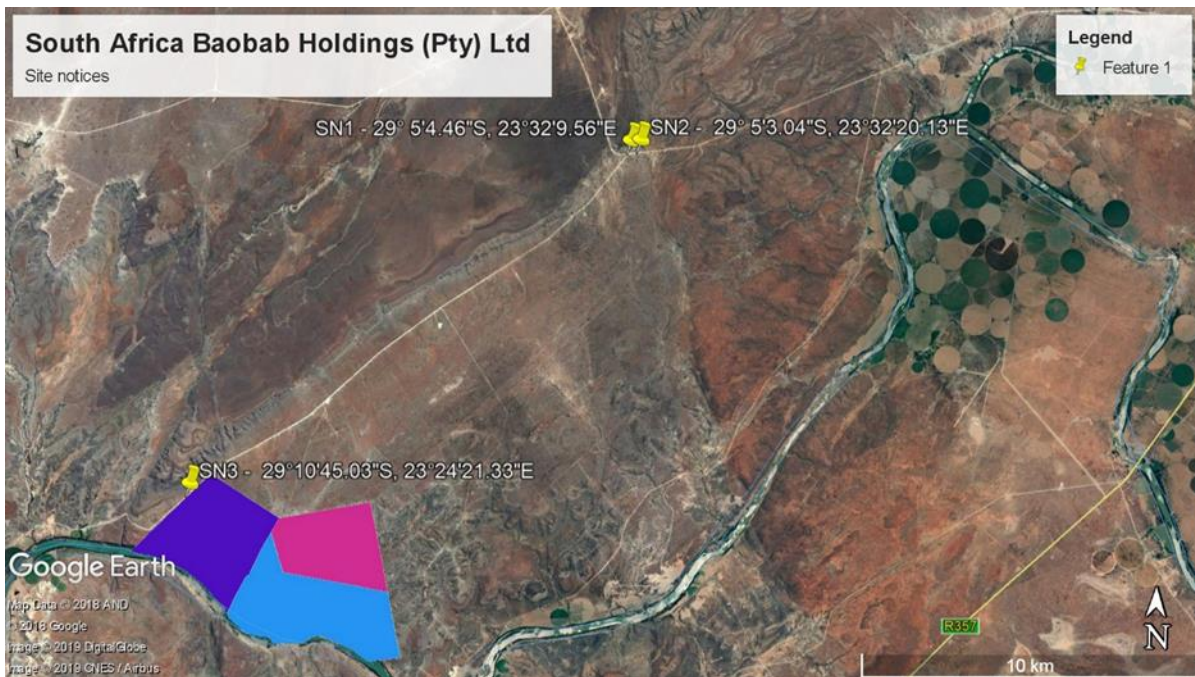 South Africa Baobab Holdings (Pty) Ltd
Site notices
Legend
Feature 1
SN1 - 29° 5'4.46"S, 23°32'9.56"E
SN2 - 29° 5'3.04"S, 23°32'20.13"E
SN3 - 29°10'45.03"S, 23°24'21.33"E
Google Earth
Map Data © 2018 AND
© 2018 Google
Image © 2019 DigitalGlobe
Image © 2019 CNES / Airbus
R357
N
10 km